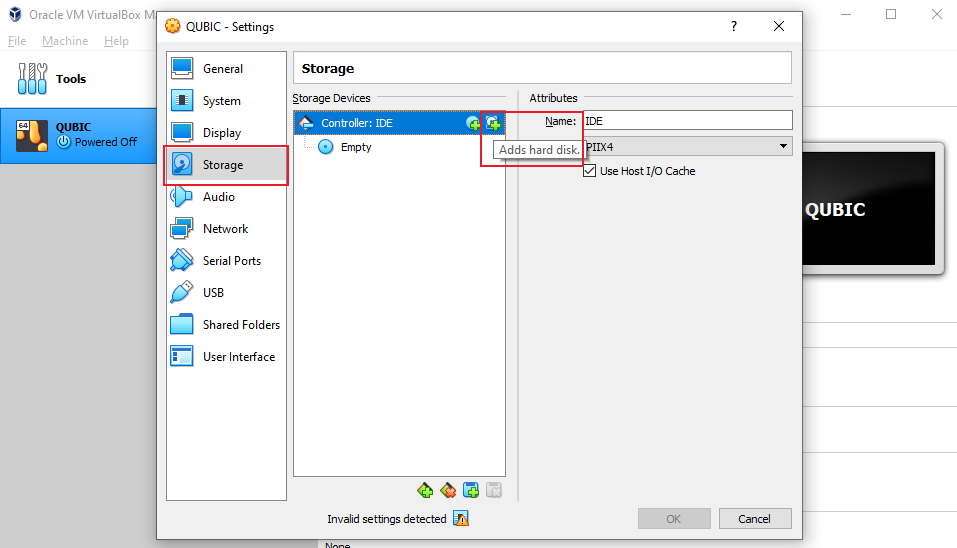 Oracle VM VirtualBox Ma
File Machine Help
Tools
64
QUBIC
Powered Off
QUBIC - Settings
?
General
System
Display
Storage
Audio
Network
Serial Ports
USB
Shared Folders
User Interface
Storage
Storage Devices
Controller: IDE
Empty
Adds hard disk.
Attributes
Name: IDE
PIIX4
Use Host I/O Cache
Invalid settings detected
OK Cancel
QUBIC
None